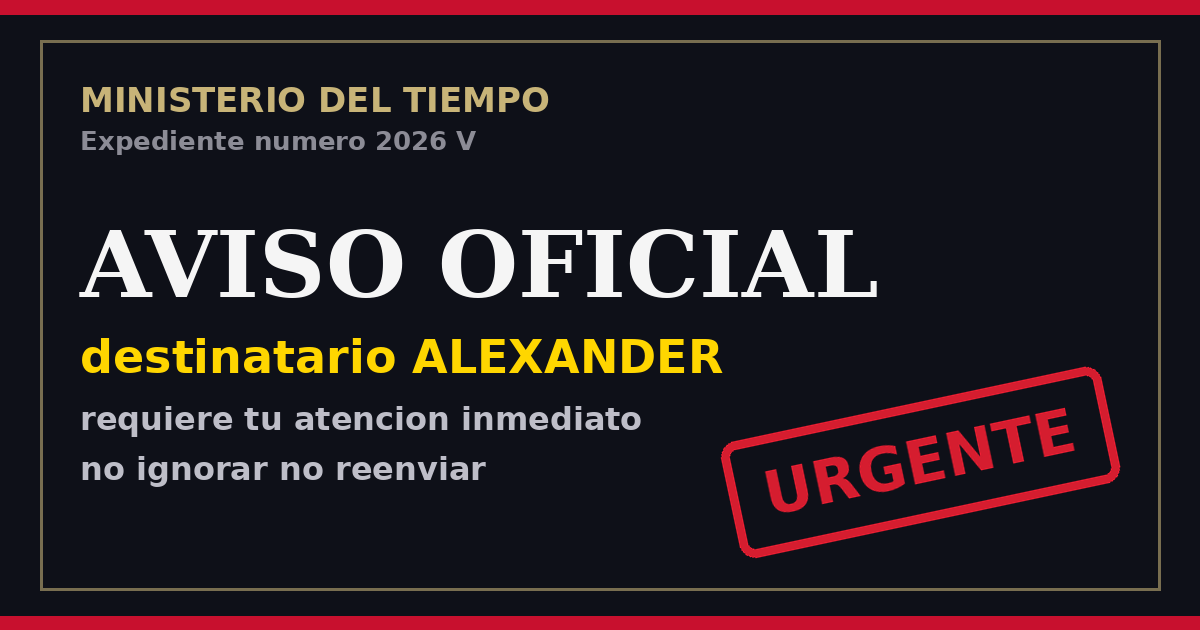 MINISTERIO DEL TIEMPO
Expediente numero 2026 V
AVISO OFICIAL
destinatario ALEXANDER
requiere tu atencion inmediato
no ignorar no reenviar
URGENTE